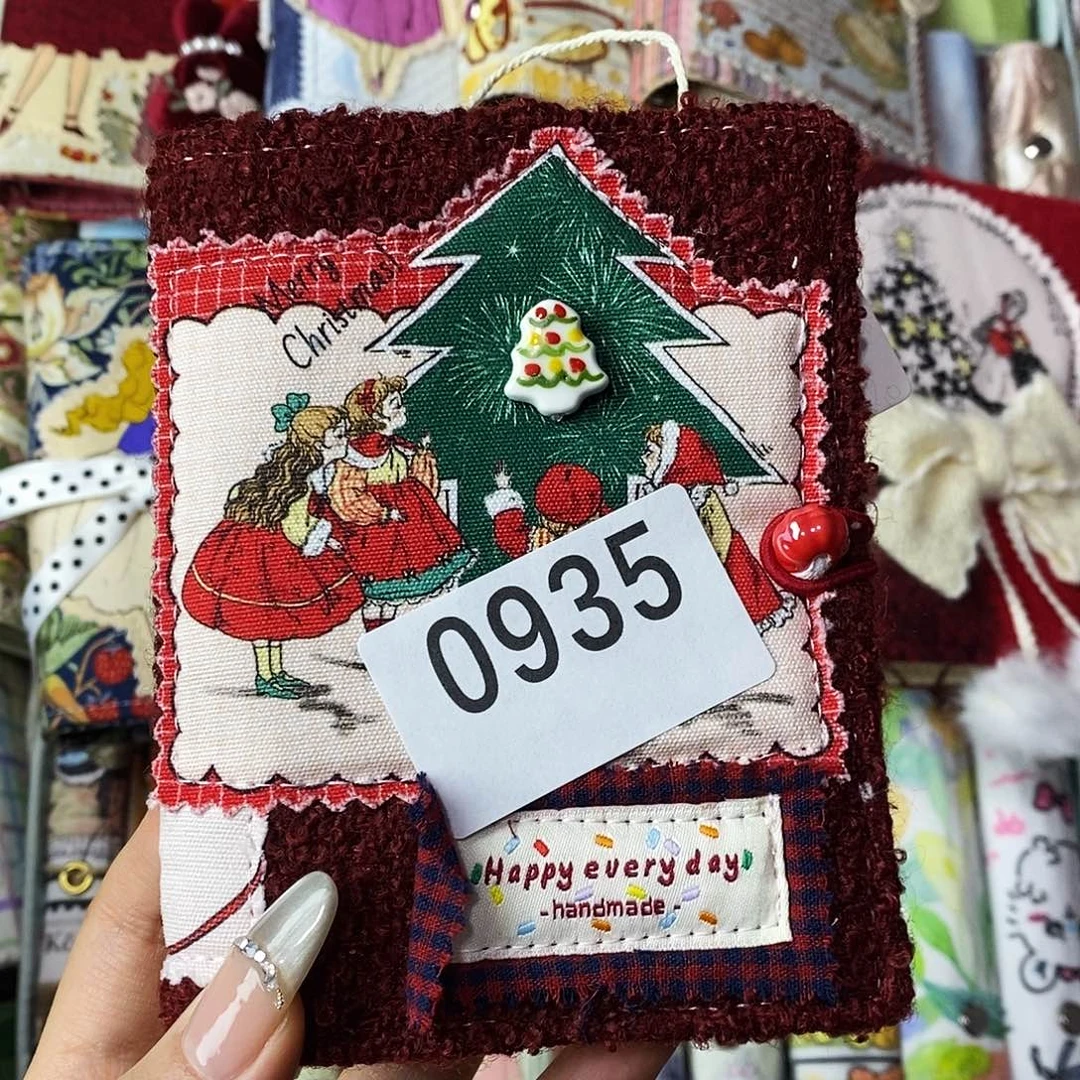 Merry
Christmas!
0935
Happy every day
-handmade-